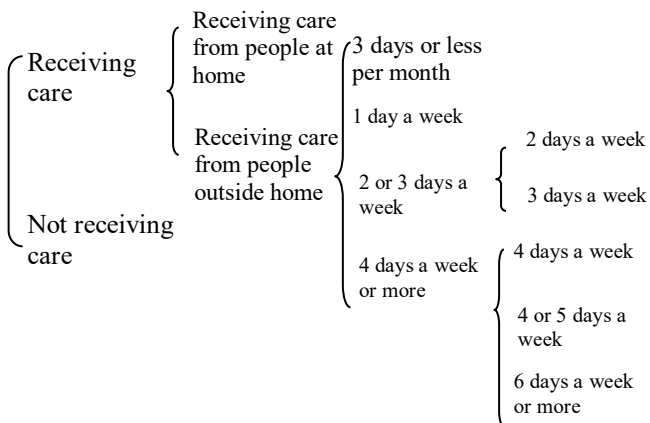 Receiving
care
Not receiving
care
Receiving care
from people at
home
Receiving care
from people
outside home
3 days or less
per month
1 day a week
2 or 3 days a
week
4 days a week
or more
2 days a week
3 days a week
4 days a week
4 or 5 days a
week
6 days a week
or more